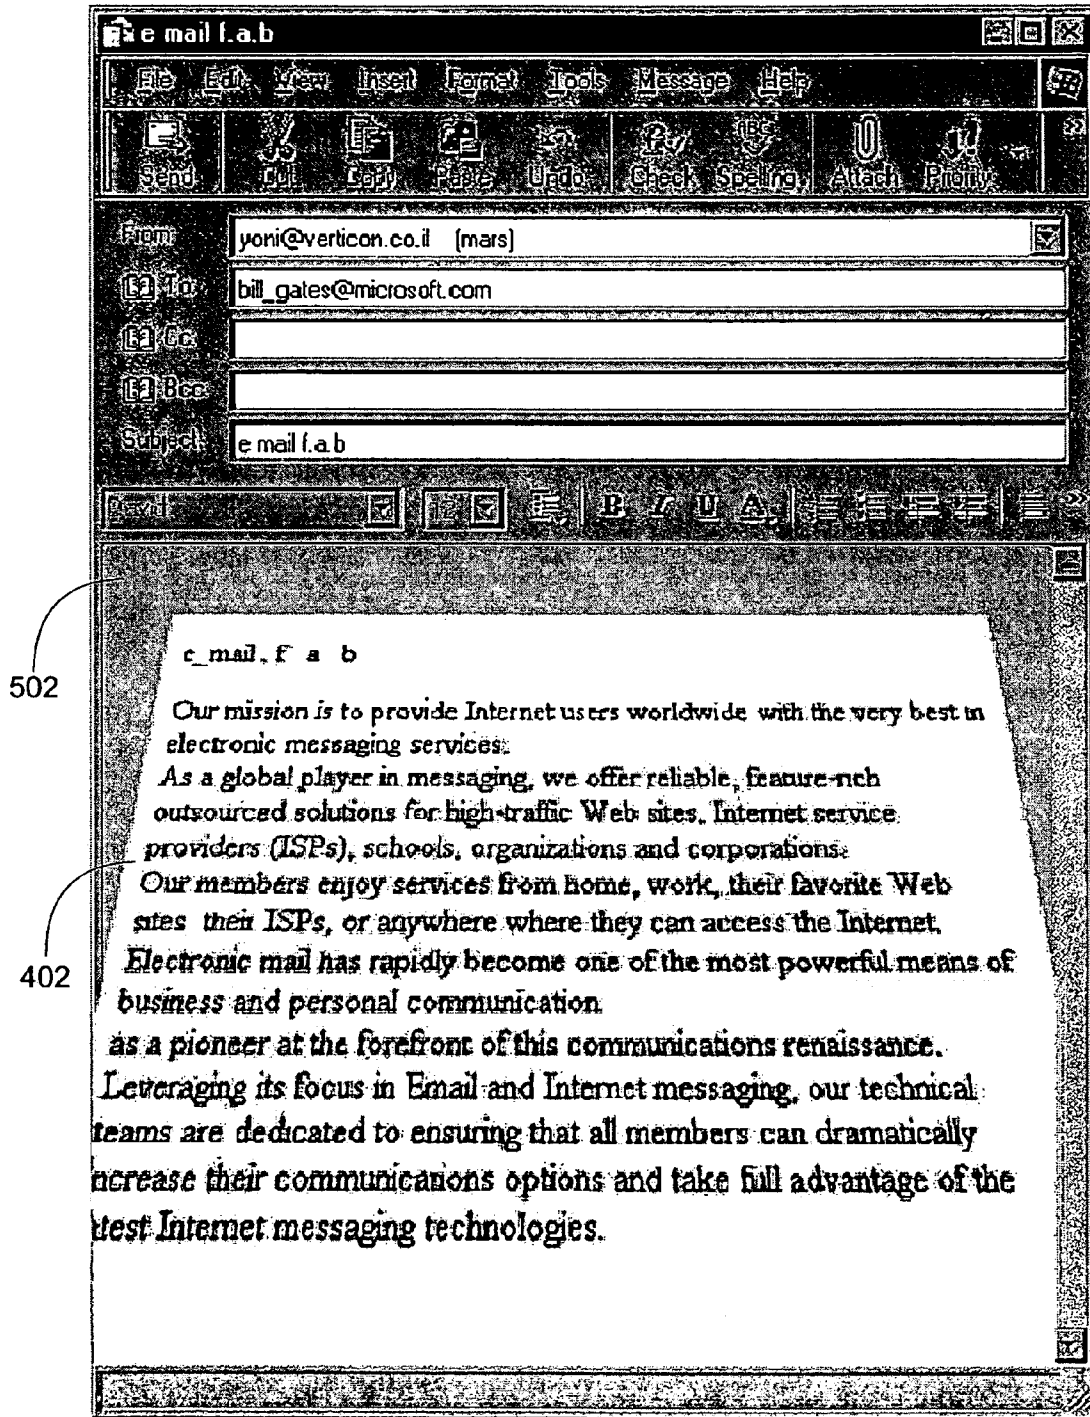 e mail f.a.b
File Edit View Insert Format Tools Message Help
Send Cut Copy Paste Undo Check Spelling Attach Priority
From: yoni@verticon.co.il (mars)
To: bill_gates@microsoft.com
Cc:
Bcc:
Subject: e mail f.a.b
12 B I U A
502
e_mail. f a b
Our mission is to provide Internet users worldwide with the very best in
electronic messaging services.
As a global player in messaging, we offer reliable, feature-rich
outsourced solutions for high-traffic Web sites, Internet service
providers (ISPs), schools, organizations and corporations.
Our members enjoy services from home, work, their favorite Web
sites their ISPs, or anywhere where they can access the Internet.
402
Electronic mail has rapidly become one of the most powerful means of
business and personal communication.
as a pioneer at the forefront of this communications renaissance.
Leveraging its focus in Email and Internet messaging, our technical
teams are dedicated to ensuring that all members can dramatically
ncrease their communications options and take full advantage of the
test Internet messaging technologies.